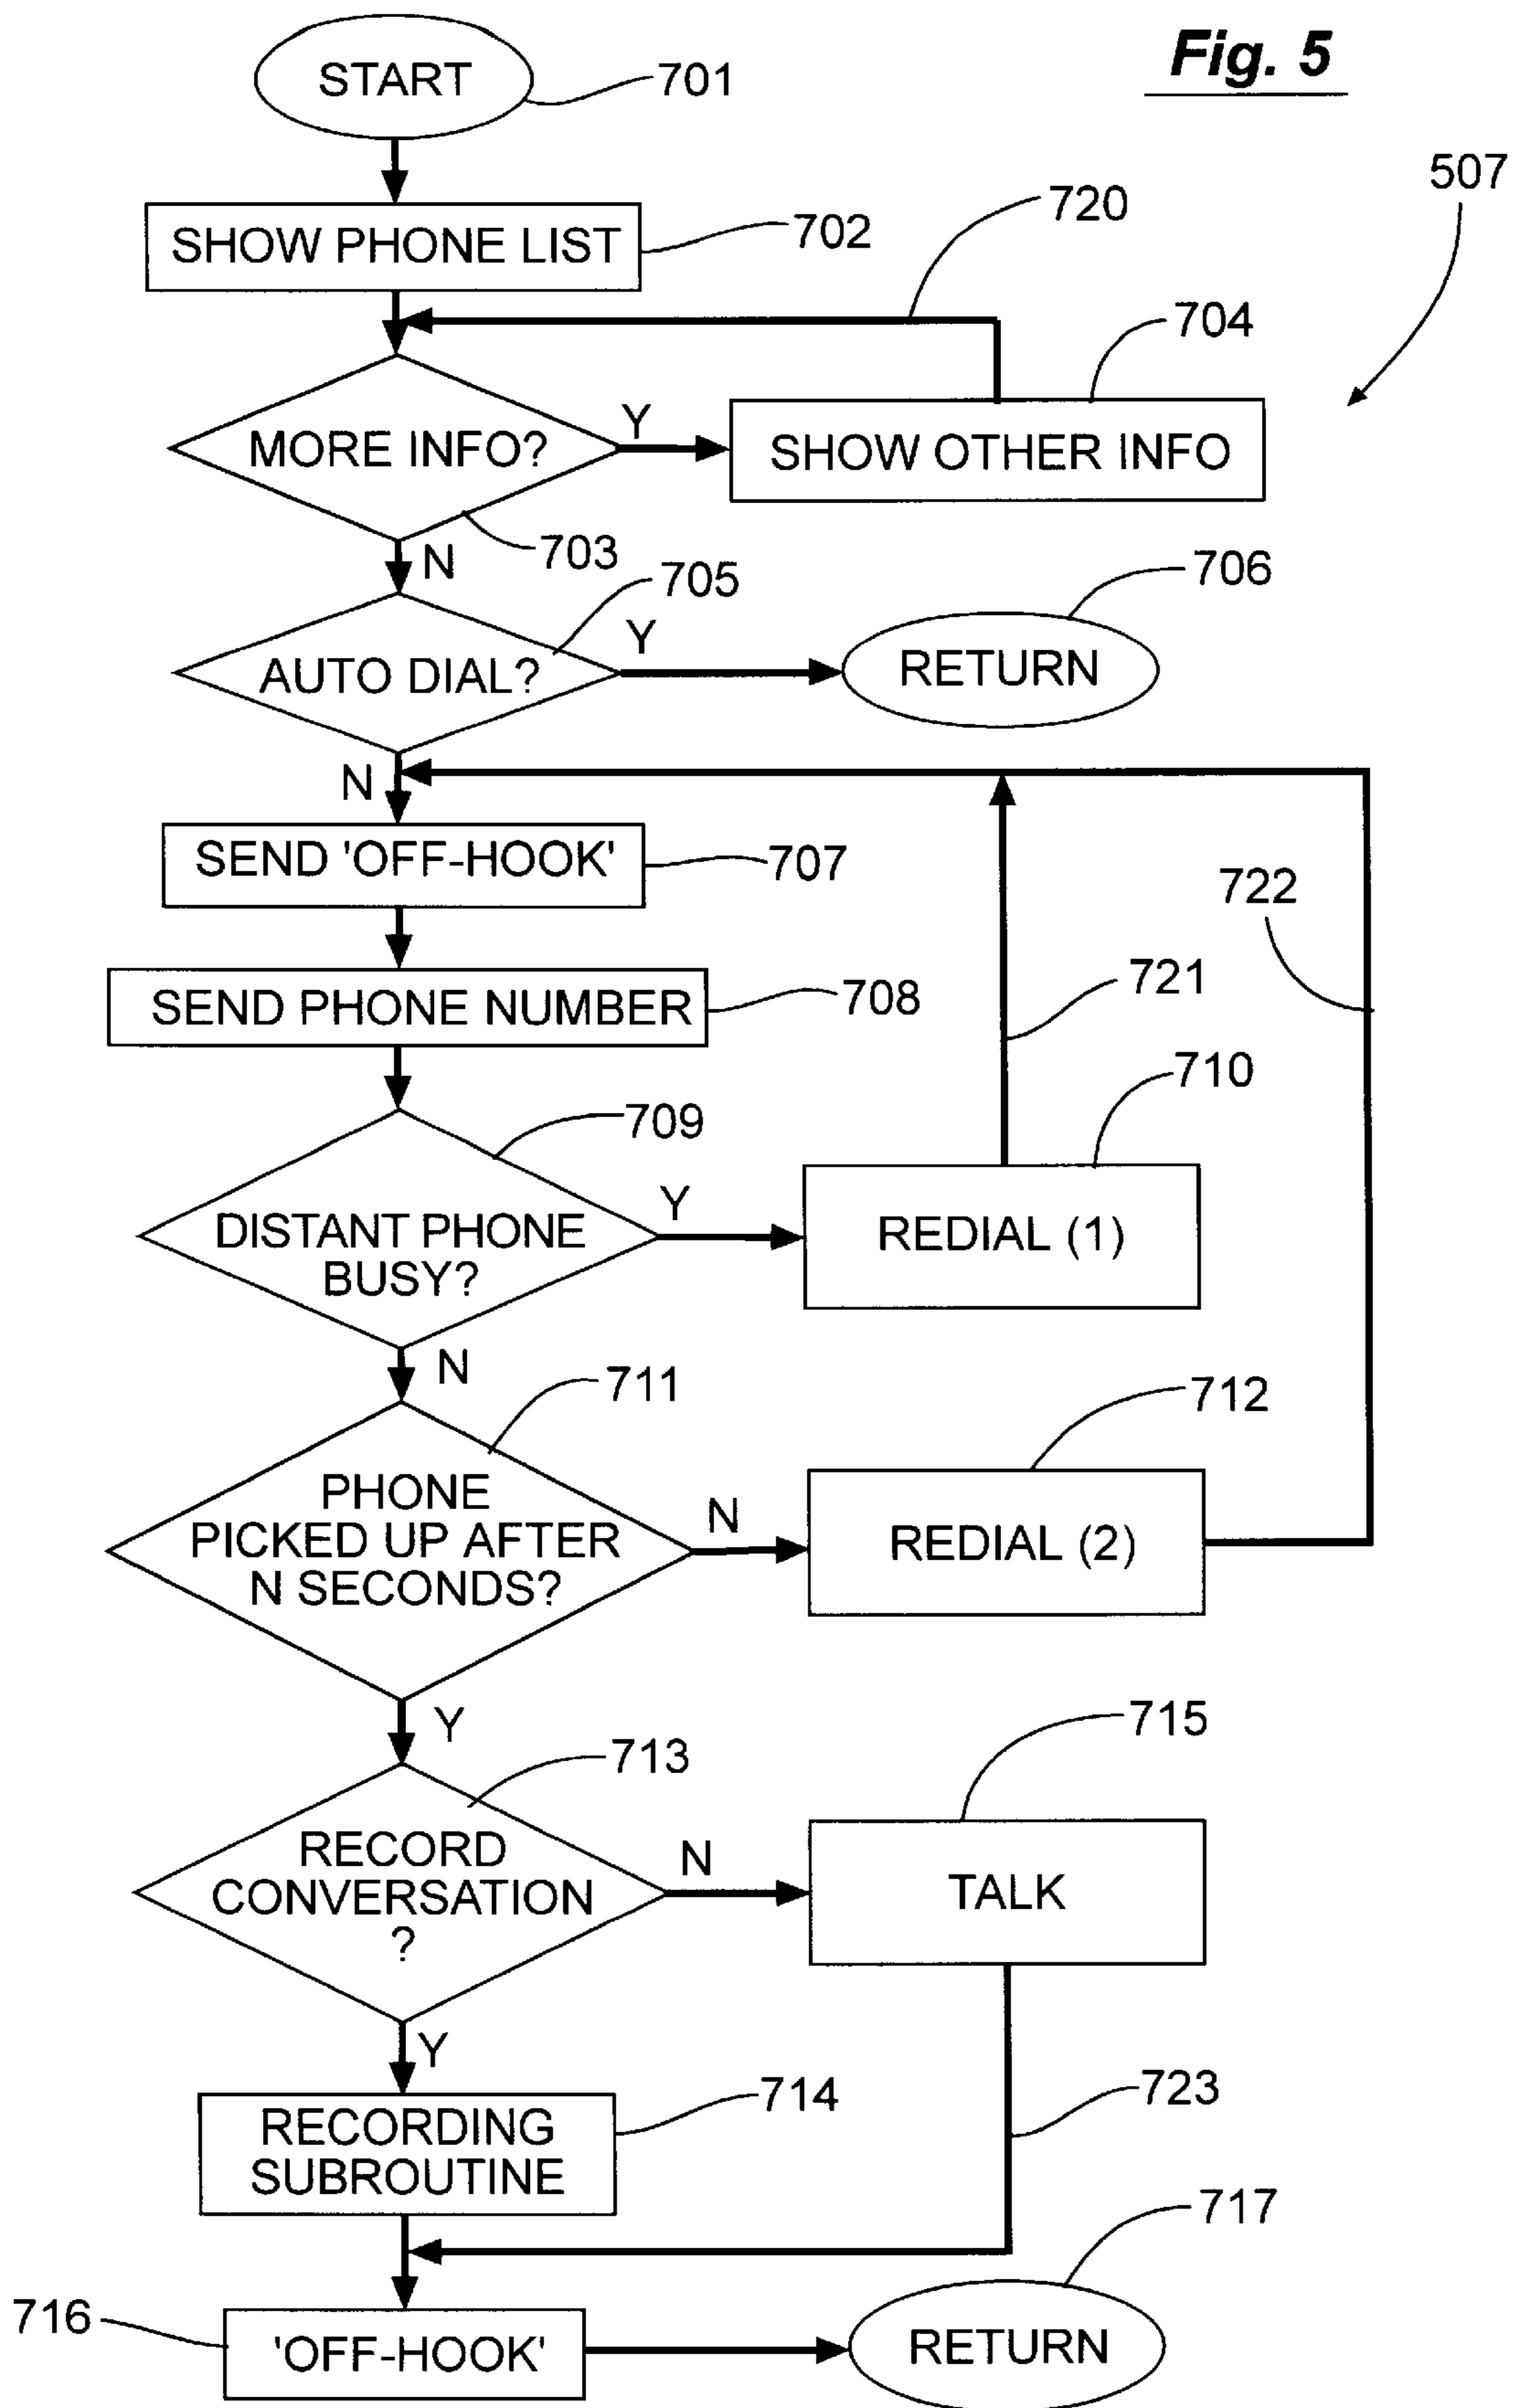 Fig. 5
START
701
507
720
SHOW PHONE LIST
702
704
MORE INFO?
Y
SHOW OTHER INFO
703
N
705
706
AUTO DIAL?
Y
RETURN
N
SEND 'OFF-HOOK'
707
722
SEND PHONE NUMBER
708
721
710
709
DISTANT PHONE
BUSY?
Y
REDIAL (1)
N
711
712
PHONE
PICKED UP AFTER
N SECONDS?
N
REDIAL (2)
Y
715
713
RECORD
CONVERSATION
?
N
TALK
Y
714
723
RECORDING
SUBROUTINE
717
716
'OFF-HOOK'
RETURN